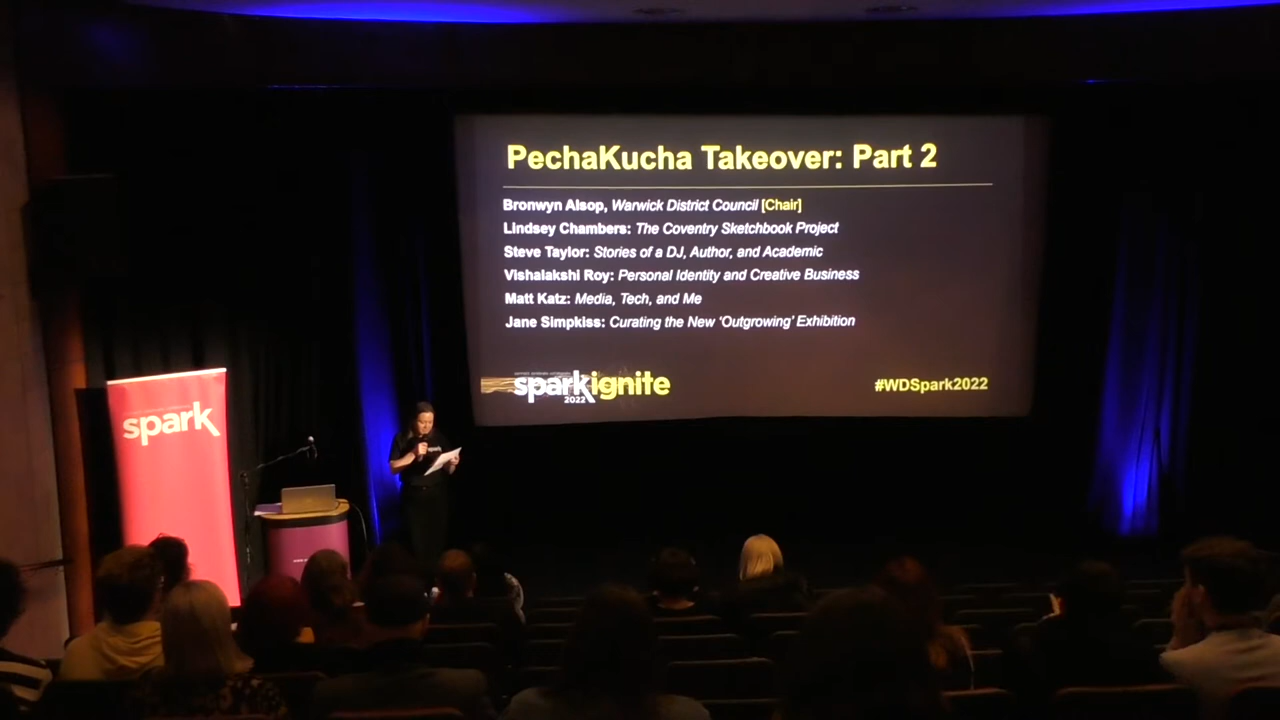 PechaKucha Takeover: Part 2
Bronwyn Alsop, Warwick District Council [Chair]
Lindsey Chambers: The Coventry Sketchbook Project
Steve Taylor: Stories of a DJ, Author, and Academic
Vishalakshi Roy: Personal Identity and Creative Business
Matt Katz: Media, Tech, and Me
Jane Simpkiss: Curating the New ‘Outgrowing’ Exhibition
sparkignite
2022
#WDSpark2022
spark
spark